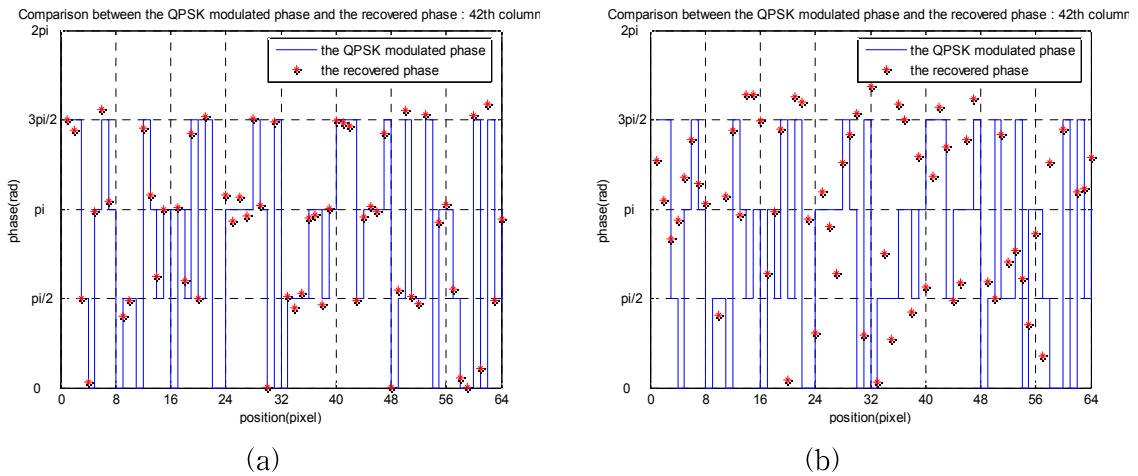 Comparison between the QPSK modulated phase and the recovered phase : 42th column
2pi
3pi/2
pi
pi/2
0
phase(rad)
the QPSK modulated phase
the recovered phase
0 8 16 24 32 40 48 56 64
position(pixel)
(a)
Comparison between the QPSK modulated phase and the recovered phase : 42th column
2pi
3pi/2
pi
pi/2
0
phase(rad)
the QPSK modulated phase
the recovered phase
0 8 16 24 32 40 48 56 64
position(pixel)
(b)